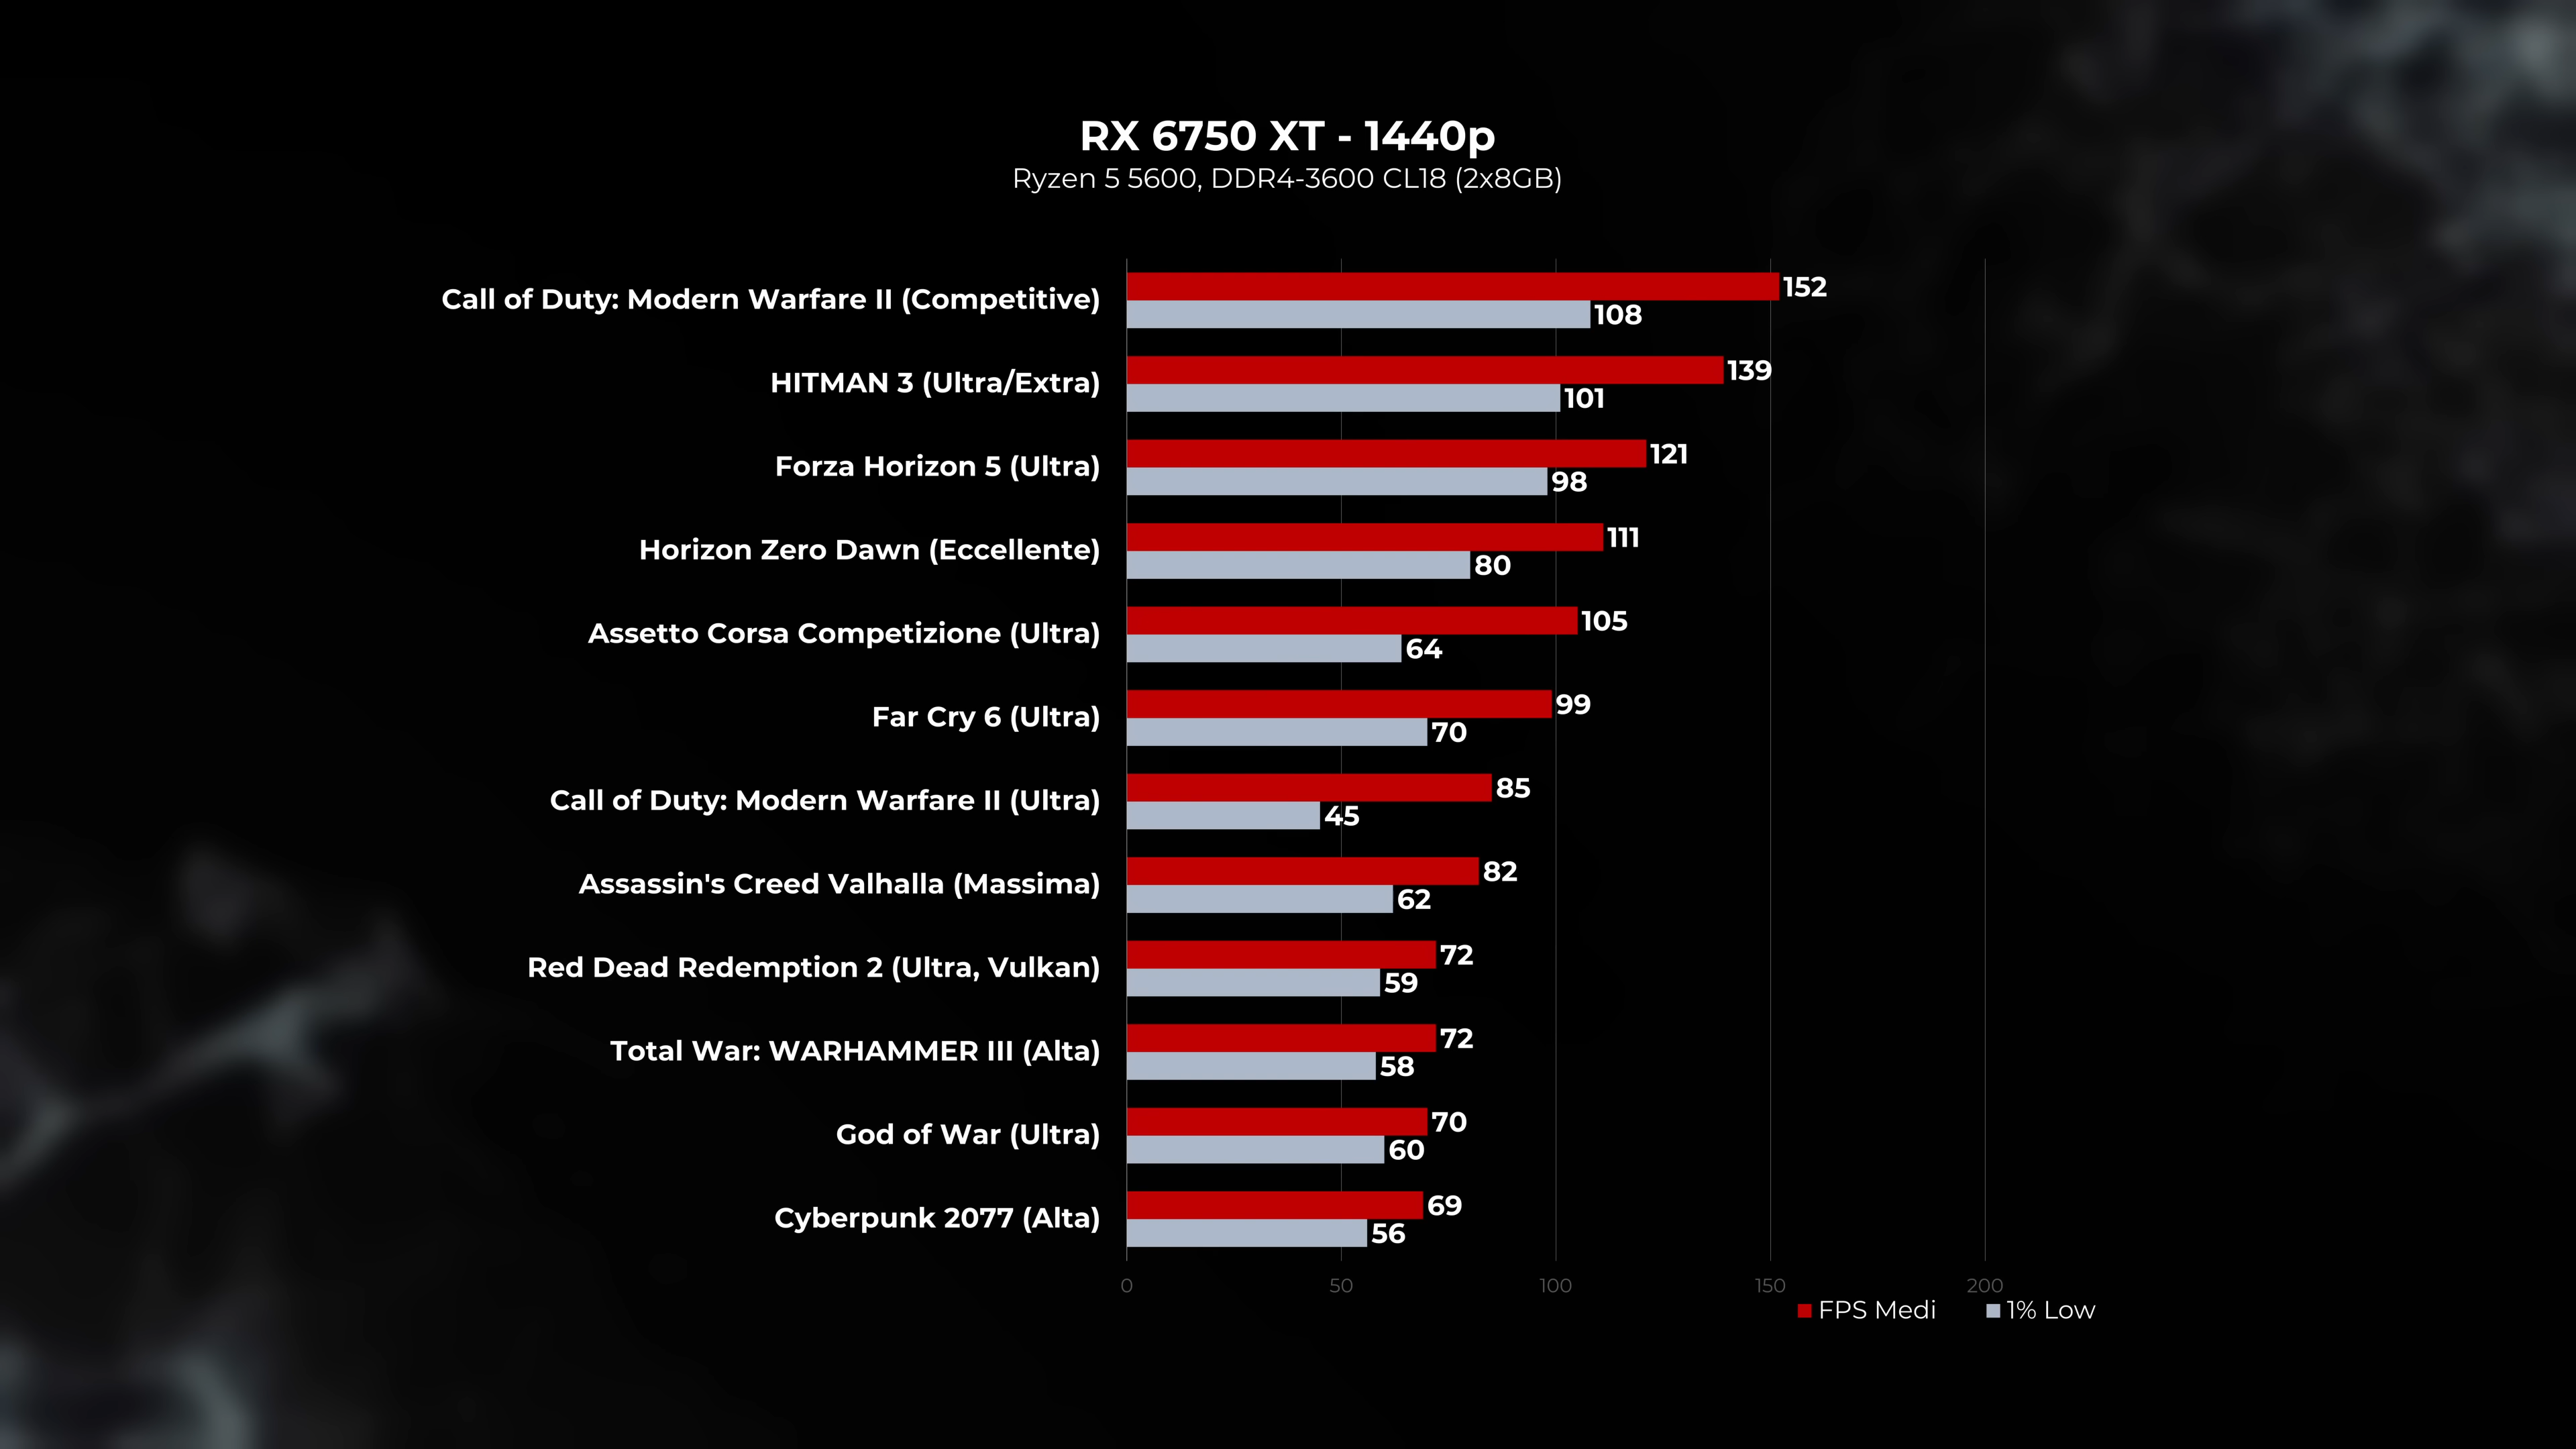 RX 6750 XT - 1440p
Ryzen 5 5600, DDR4-3600 CL18 (2x8GB)
Call of Duty: Modern Warfare II (Competitive)
152
108
HITMAN 3 (Ultra/Extra)
139
101
Forza Horizon 5 (Ultra)
121
98
Horizon Zero Dawn (Eccellente)
111
80
Assetto Corsa Competizione (Ultra)
105
64
Far Cry 6 (Ultra)
99
70
Call of Duty: Modern Warfare II (Ultra)
85
45
Assassin's Creed Valhalla (Massima)
82
62
Red Dead Redemption 2 (Ultra, Vulkan)
72
59
Total War: WARHAMMER III (Alta)
72
58
God of War (Ultra)
70
60
Cyberpunk 2077 (Alta)
69
56
0 50 100 150 200
FPS Medi 1% Low